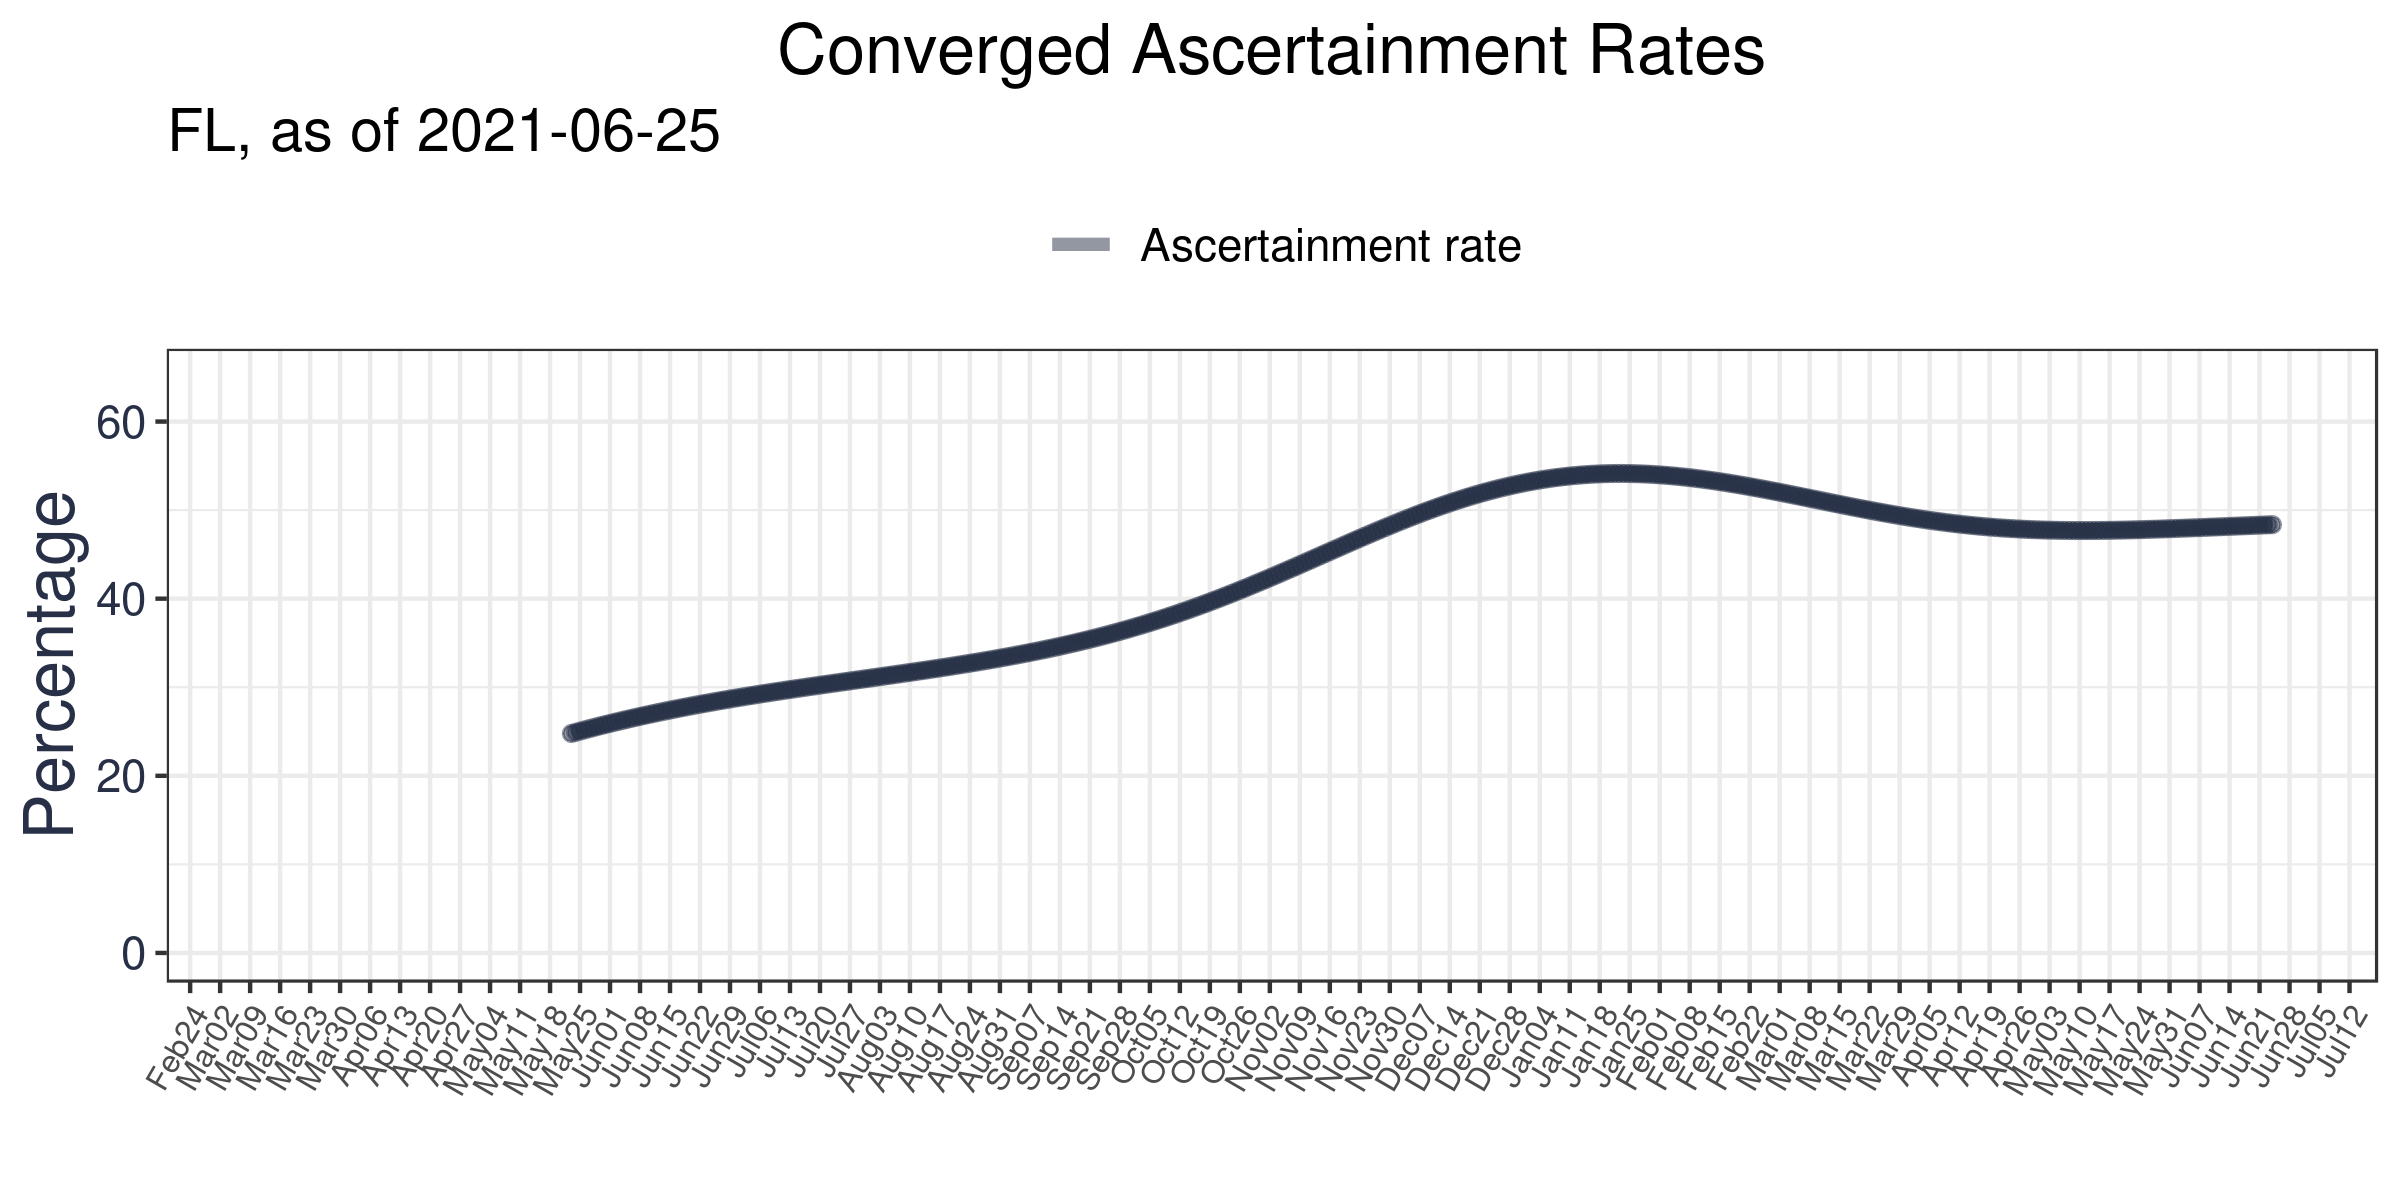 Converged Ascertainment Rates
FL, as of 2021-06-25
Ascertainment rate
Percentage
60
40
20
0
Feb24
Mar02
Mar09
Mar16
Mar23
Mar30
Apr06
Apr13
Apr20
Apr27
May04
May11
May18
May25
Jun01
Jun08
Jun15
Jun22
Jun29
Jul06
Jul13
Jul20
Jul27
Aug03
Aug10
Aug17
Aug24
Aug31
Sep07
Sep14
Sep21
Sep28
Oct05
Oct12
Oct19
Oct26
Nov02
Nov09
Nov16
Nov23
Nov30
Dec07
Dec14
Dec21
Dec28
Jan04
Jan11
Jan18
Jan25
Feb01
Feb08
Feb15
Feb22
Mar01
Mar08
Mar15
Mar22
Mar29
Apr05
Apr12
Apr19
Apr26
May03
May10
May17
May24
May31
Jun07
Jun14
Jun21
Jun28
Jul05
Jul12